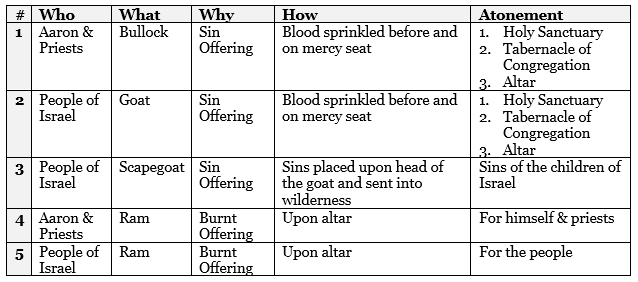 # Who What Why How Atonement
1 Aaron & Bullock Sin Blood sprinkled before and 1. Holy Sanctuary
Priests Offering on mercy seat 2. Tabernacle of
Congregation
3. Altar
2 People of Goat Sin Blood sprinkled before and 1. Holy Sanctuary
Israel Offering on mercy seat 2. Tabernacle of
Congregation
3. Altar
3 People of Scapegoat Sin Sins placed upon head of Sins of the children of
Israel Offering the goat and sent into Israel
wilderness
4 Aaron & Ram Burnt Upon altar For himself & priests
Priests Offering
5 People of Ram Burnt Upon altar For the people
Israel Offering